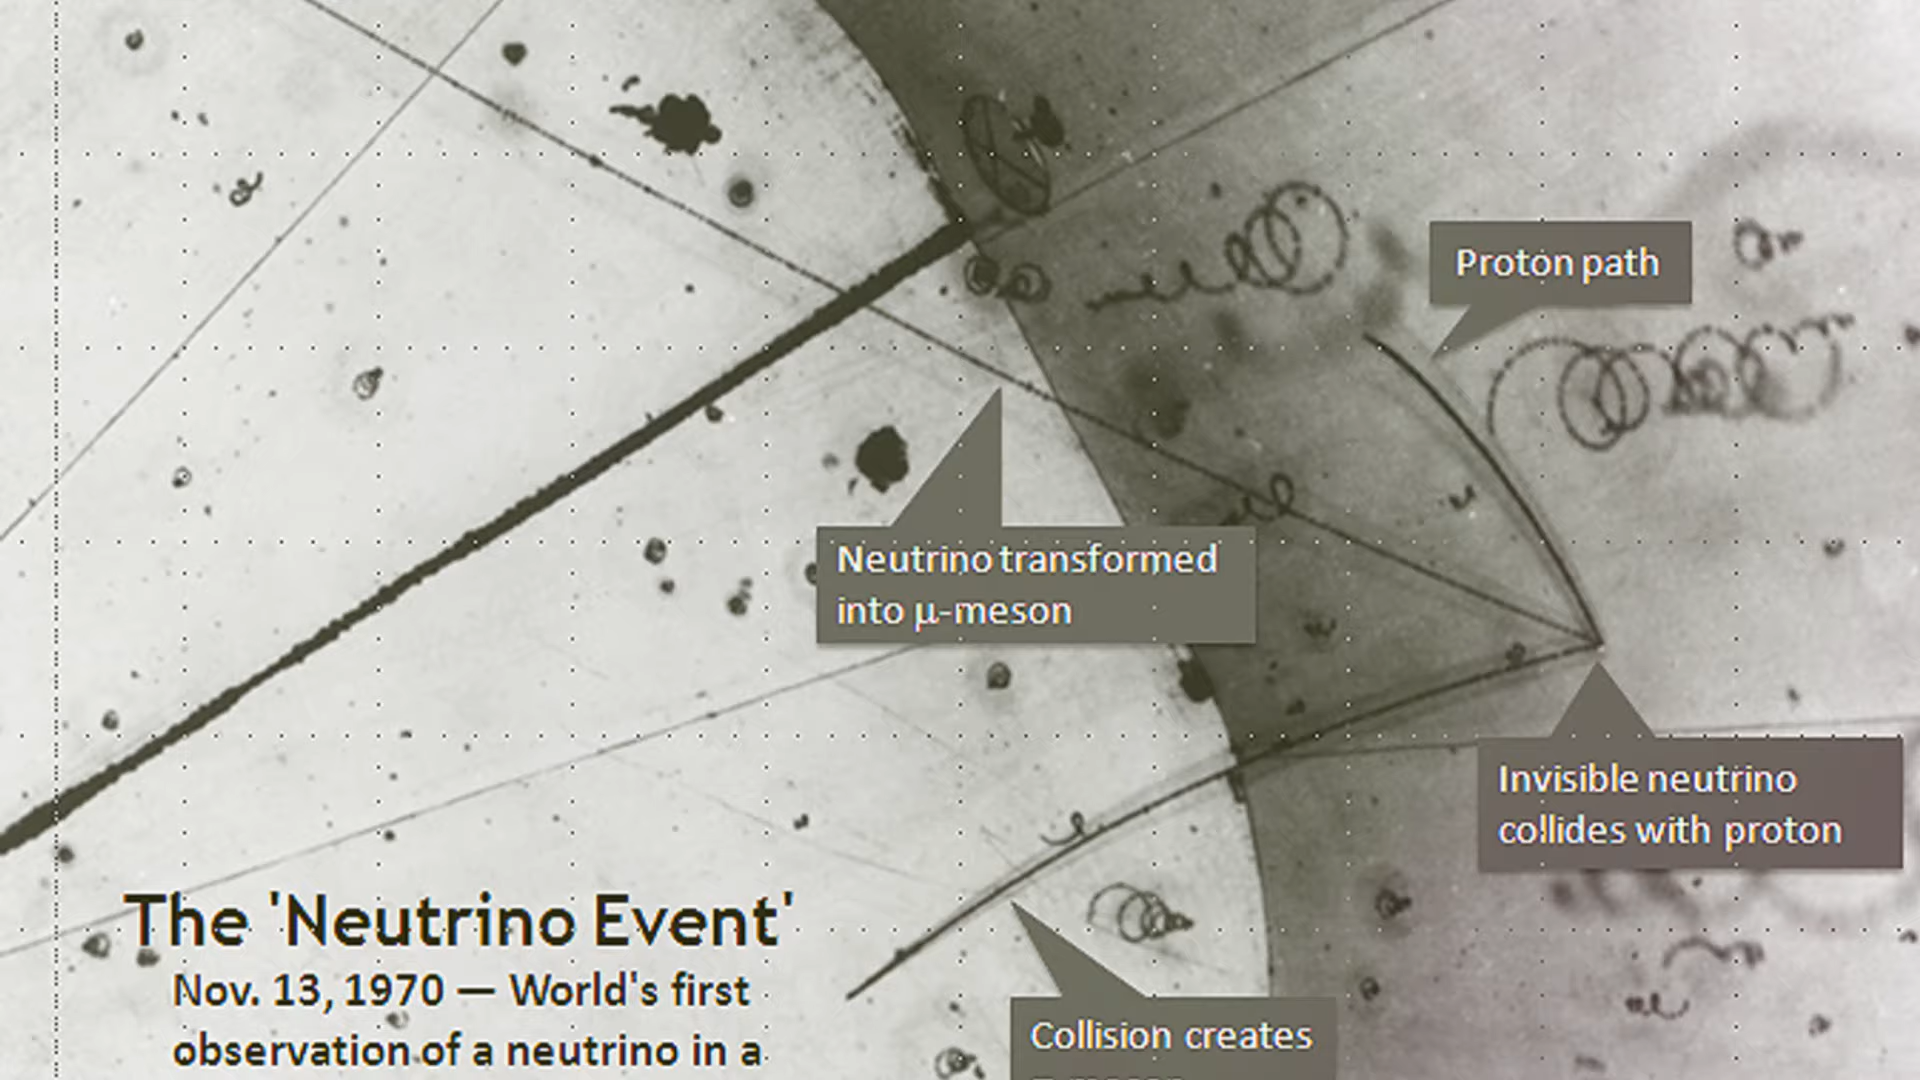 Proton path
Neutrino transformed
into μ-meson
Invisible neutrino
collides with proton
The 'Neutrino Event'
Nov. 13, 1970 — World's first
observation of a neutrino in a
Collision creates